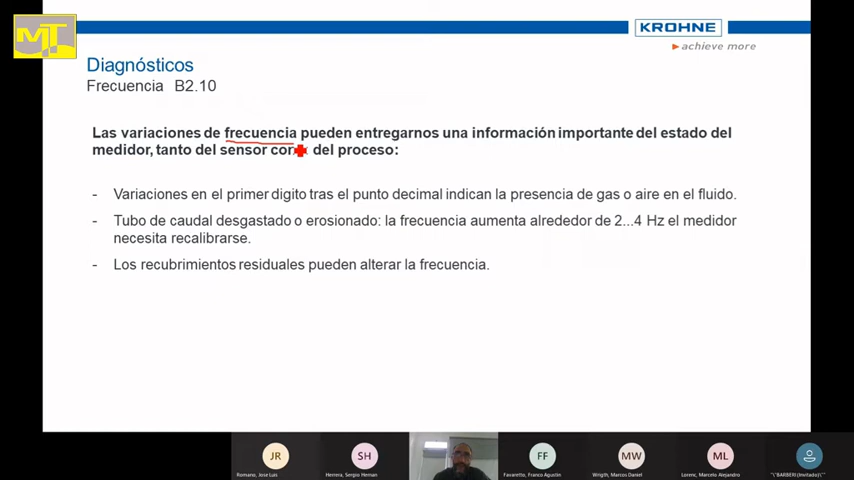 MT
KROHNE
achieve more
Diagnósticos
Frecuencia B2.10
Las variaciones de frecuencia pueden entregarnos una información importante del estado del
medidor, tanto del sensor del proceso:
- Variaciones en el primer digito tras el punto decimal indican la presencia de gas o aire en el fluido.
- Tubo de caudal desgastado o erosionado: la frecuencia aumenta alrededor de 2...4 Hz el medidor
necesita recalibrarse.
- Los recubrimientos residuales pueden alterar la frecuencia.
JR SH FF MW ML
Romano, Jose Luis Herrera, Sergio Hernan Favaretto, Franco Agustin Wrigth, Marcos Daniel Lorenc, Marcelo Alejandro \"\BARBERI (Invitado)\"\"